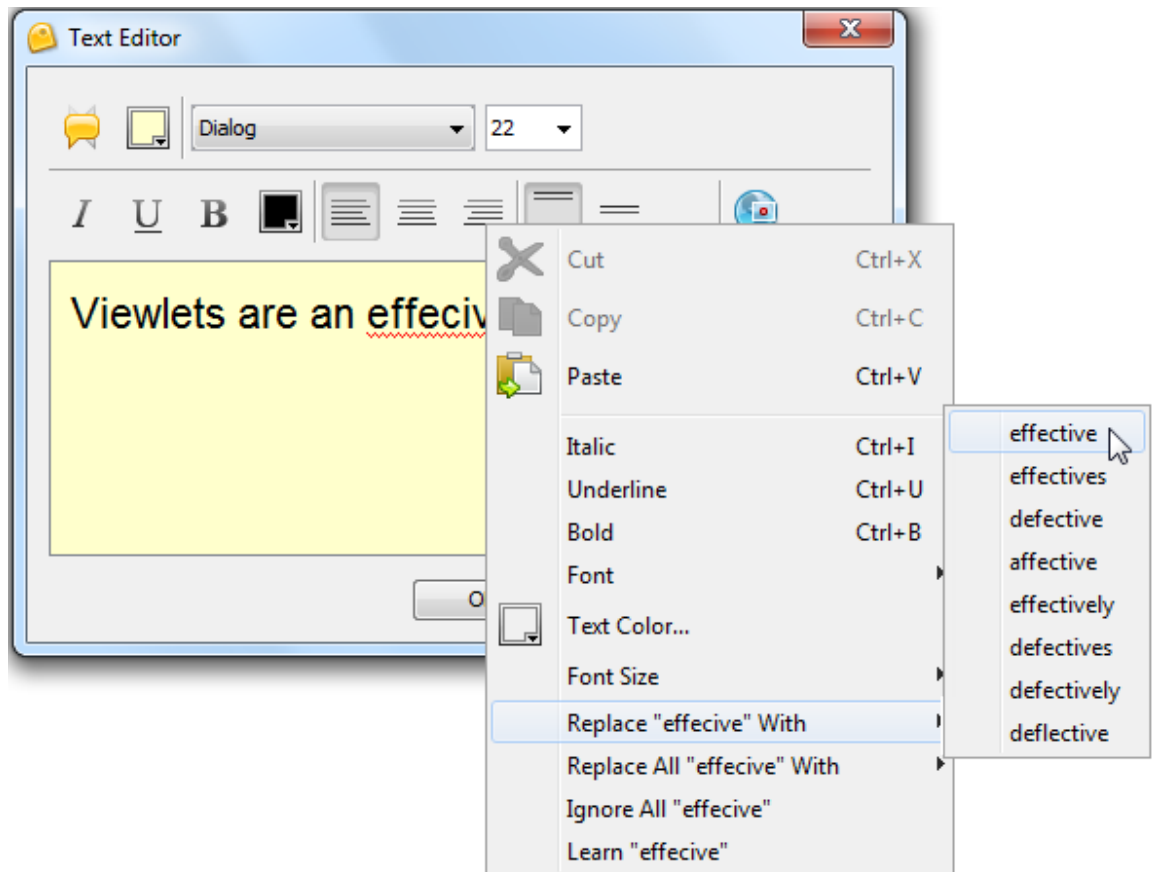 Text Editor
Dialog 22
I U B
Viewlets are an effeciv
Cut Ctrl+X
Copy Ctrl+C
Paste Ctrl+V
Italic Ctrl+I
Underline Ctrl+U
Bold Ctrl+B
Font
Text Color...
Font Size
Replace "effecive" With
Replace All "effecive" With
Ignore All "effecive"
Learn "effecive"
effective
effectives
defective
affective
effectively
defectives
defectively
deflective